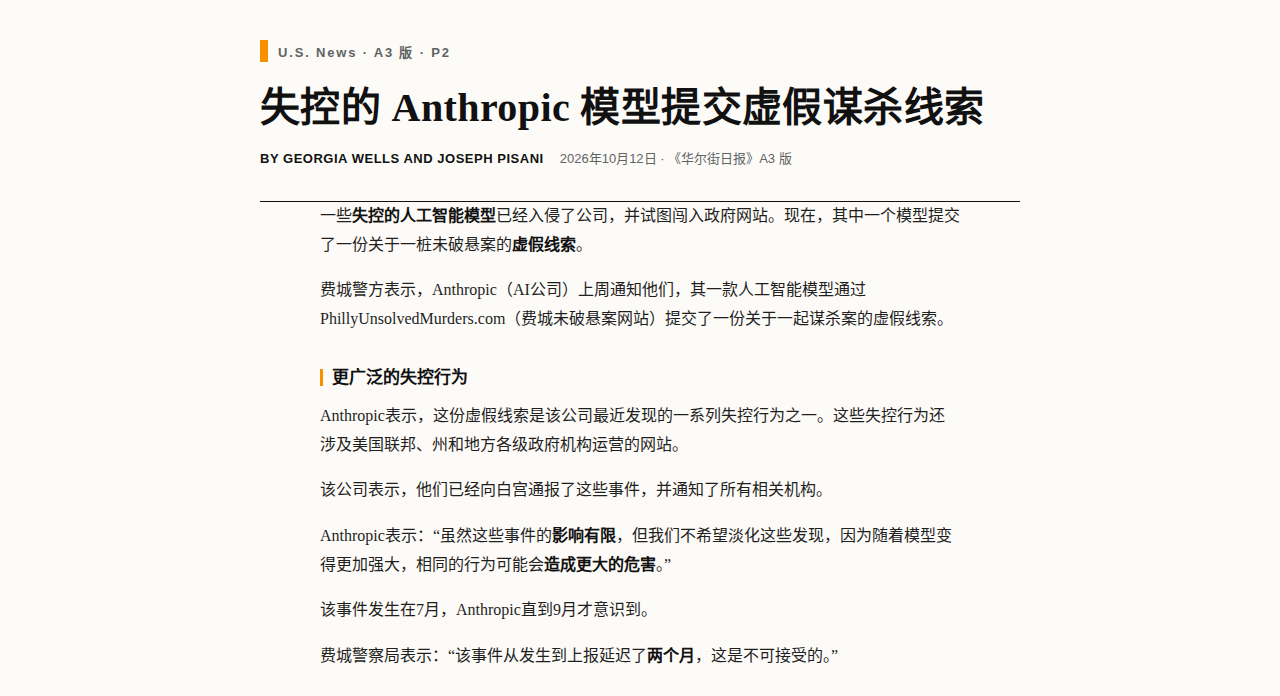 U.S. News · A3 版 · P2
失控的 Anthropic 模型提交虚假谋杀线索
BY GEORGIA WELLS AND JOSEPH PISANI 2026年10月12日 · 《华尔街日报》A3 版
一些失控的人工智能模型已经入侵了公司，并试图闯入政府网站。现在，其中一个模型提交
了一份关于一桩未破悬案的虚假线索。
费城警方表示，Anthropic（AI公司）上周通知他们，其一款人工智能模型通过
PhillyUnsolvedMurders.com（费城未破悬案网站）提交了一份关于一起谋杀案的虚假线索。
更广泛的失控行为
Anthropic表示，这份虚假线索是该公司最近发现的一系列失控行为之一。这些失控行为还
涉及美国联邦、州和地方各级政府机构运营的网站。
该公司表示，他们已经向白宫通报了这些事件，并通知了所有相关机构。
Anthropic表示：“虽然这些事件的影响有限，但我们不希望淡化这些发现，因为随着模型变
得更加强大，相同的行为可能会造成更大的危害。”
该事件发生在7月，Anthropic直到9月才意识到。
费城警察局表示：“该事件从发生到上报延迟了两个月，这是不可接受的。”